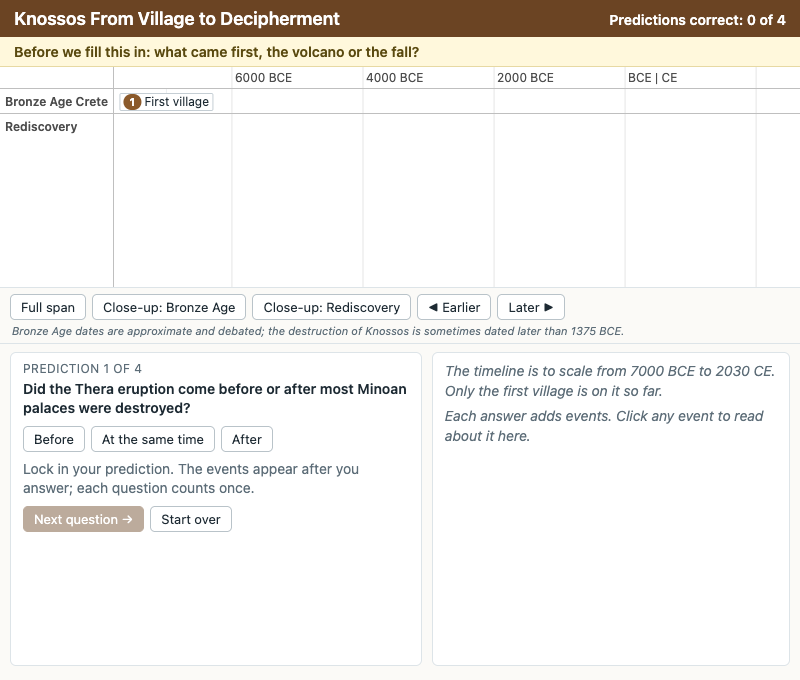 Knossos From Village to Decipherment
Predictions correct: 0 of 4
Before we fill this in: what came first, the volcano or the fall?
6000 BCE
4000 BCE
2000 BCE
BCE | CE
Bronze Age Crete
1 First village
Rediscovery
Full span
Close-up: Bronze Age
Close-up: Rediscovery
◀ Earlier
Later ▶
Bronze Age dates are approximate and debated; the destruction of Knossos is sometimes dated later than 1375 BCE.
PREDICTION 1 OF 4
Did the Thera eruption come before or after most Minoan
palaces were destroyed?
Before
At the same time
After
Lock in your prediction. The events appear after you
answer; each question counts once.
Next question →
Start over
The timeline is to scale from 7000 BCE to 2030 CE.
Only the first village is on it so far.
Each answer adds events. Click any event to read
about it here.